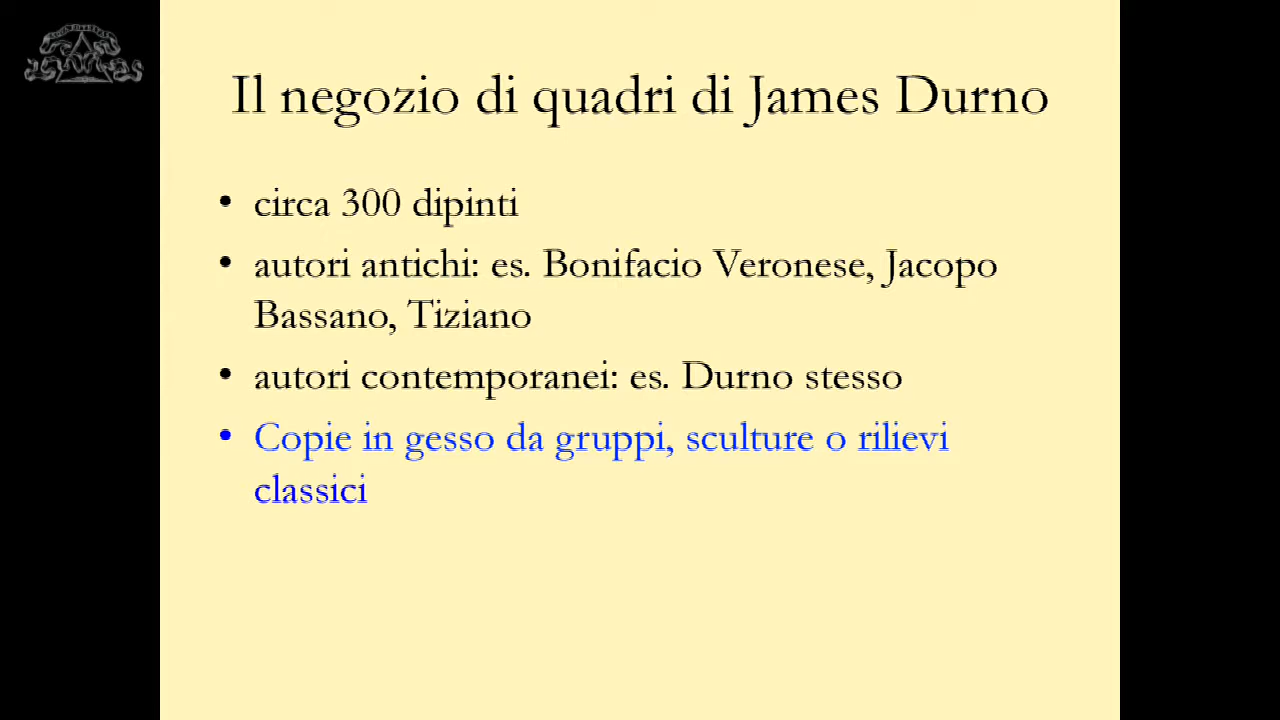 Il negozio di quadri di James Durno
• circa 300 dipinti
• autori antichi: es. Bonifacio Veronese, Jacopo
Bassano, Tiziano
• autori contemporanei: es. Durno stesso
• Copie in gesso da gruppi, sculture o rilievi
classici